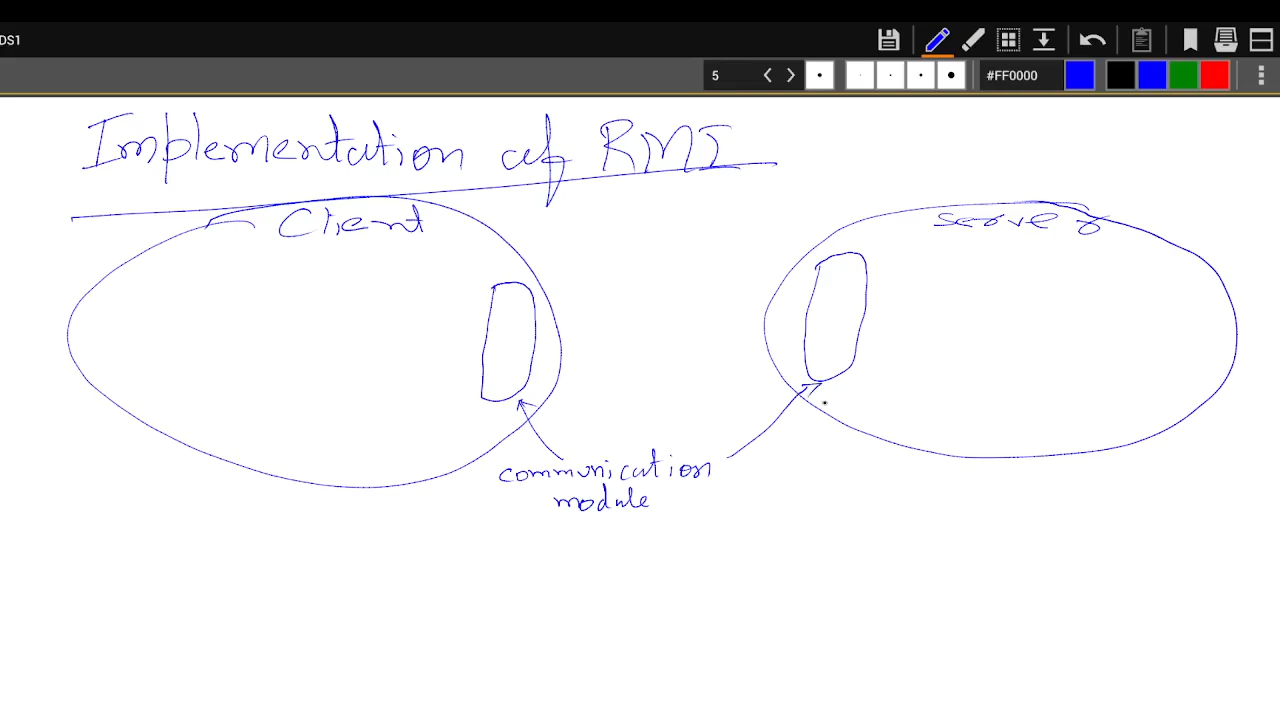 DS1
5
#FF0000
Implementation of RMI
Client
server
communication
module